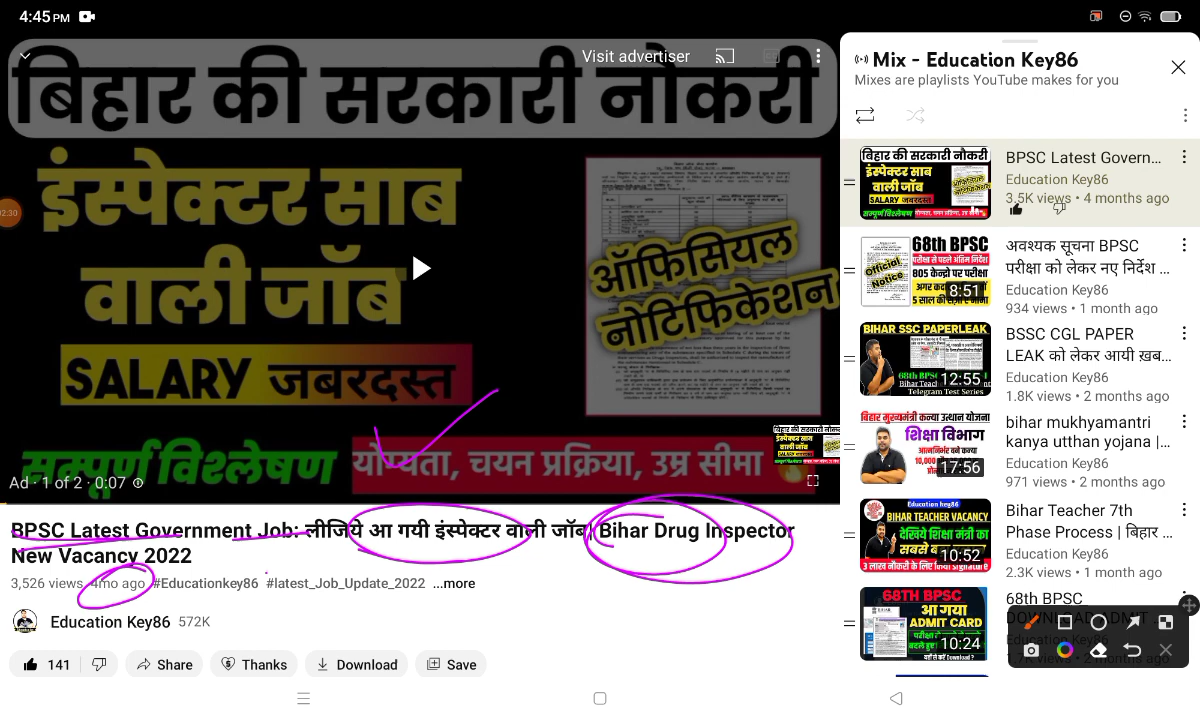 4:45 PM
बिहार की सरकारी नौकरी
Visit advertiser
इंस्पेक्टर साब
वाली जॉब
SALARY जबरदस्त
ऑफिसियल
नोटिफिकेशन
सम्पूर्ण विश्लेषण
योग्यता, चयन प्रक्रिया, उम्र सीमा
02:30
Ad · 1 of 2 · 0:07
BPSC Latest Government Job: लीजिये आ गयी इंस्पेक्टर वाली जॉब| Bihar Drug Inspector
New Vacancy 2022
3,526 views 4mo ago #Educationkey86 #latest_Job_Update_2022 ...more
Education Key86 572K
141
Share
Thanks
Download
Save
Mix - Education Key86
Mixes are playlists YouTube makes for you
बिहार की सरकारी नौकरी
इंस्पेक्टर साब
वाली जॉब
SALARY जबरदस्त
BPSC Latest Govern...
Education Key86
3.5K views • 4 months ago
68th BPSC
परीक्षा से पहले अंतिम निर्देश
805 केन्द्रो पर परीक्षा
Official
Notice
8:51
अवश्यक सूचना BPSC
परीक्षा को लेकर नए निर्देश ...
Education Key86
934 views • 1 month ago
BIHAR SSC PAPERLEAK
Telegram Test Series
12:55
BSSC CGL PAPER
LEAK को लेकर आयी ख़ब...
Education Key86
1.8K views • 2 months ago
बिहार मुख्यमंत्री कन्या उत्थान योजना
शिक्षा विभाग
17:56
bihar mukhyamantri
kanya utthan yojana |...
Education Key86
971 views • 2 months ago
Education key86
BIHAR TEACHER VACANCY
देखिये शिक्षा मंत्री का
10:52
Bihar Teacher 7th
Phase Process | बिहार ...
Education Key86
2.3K views • 1 month ago
68TH BPSC
आ गया
ADMIT CARD
10:24
68th BPSC